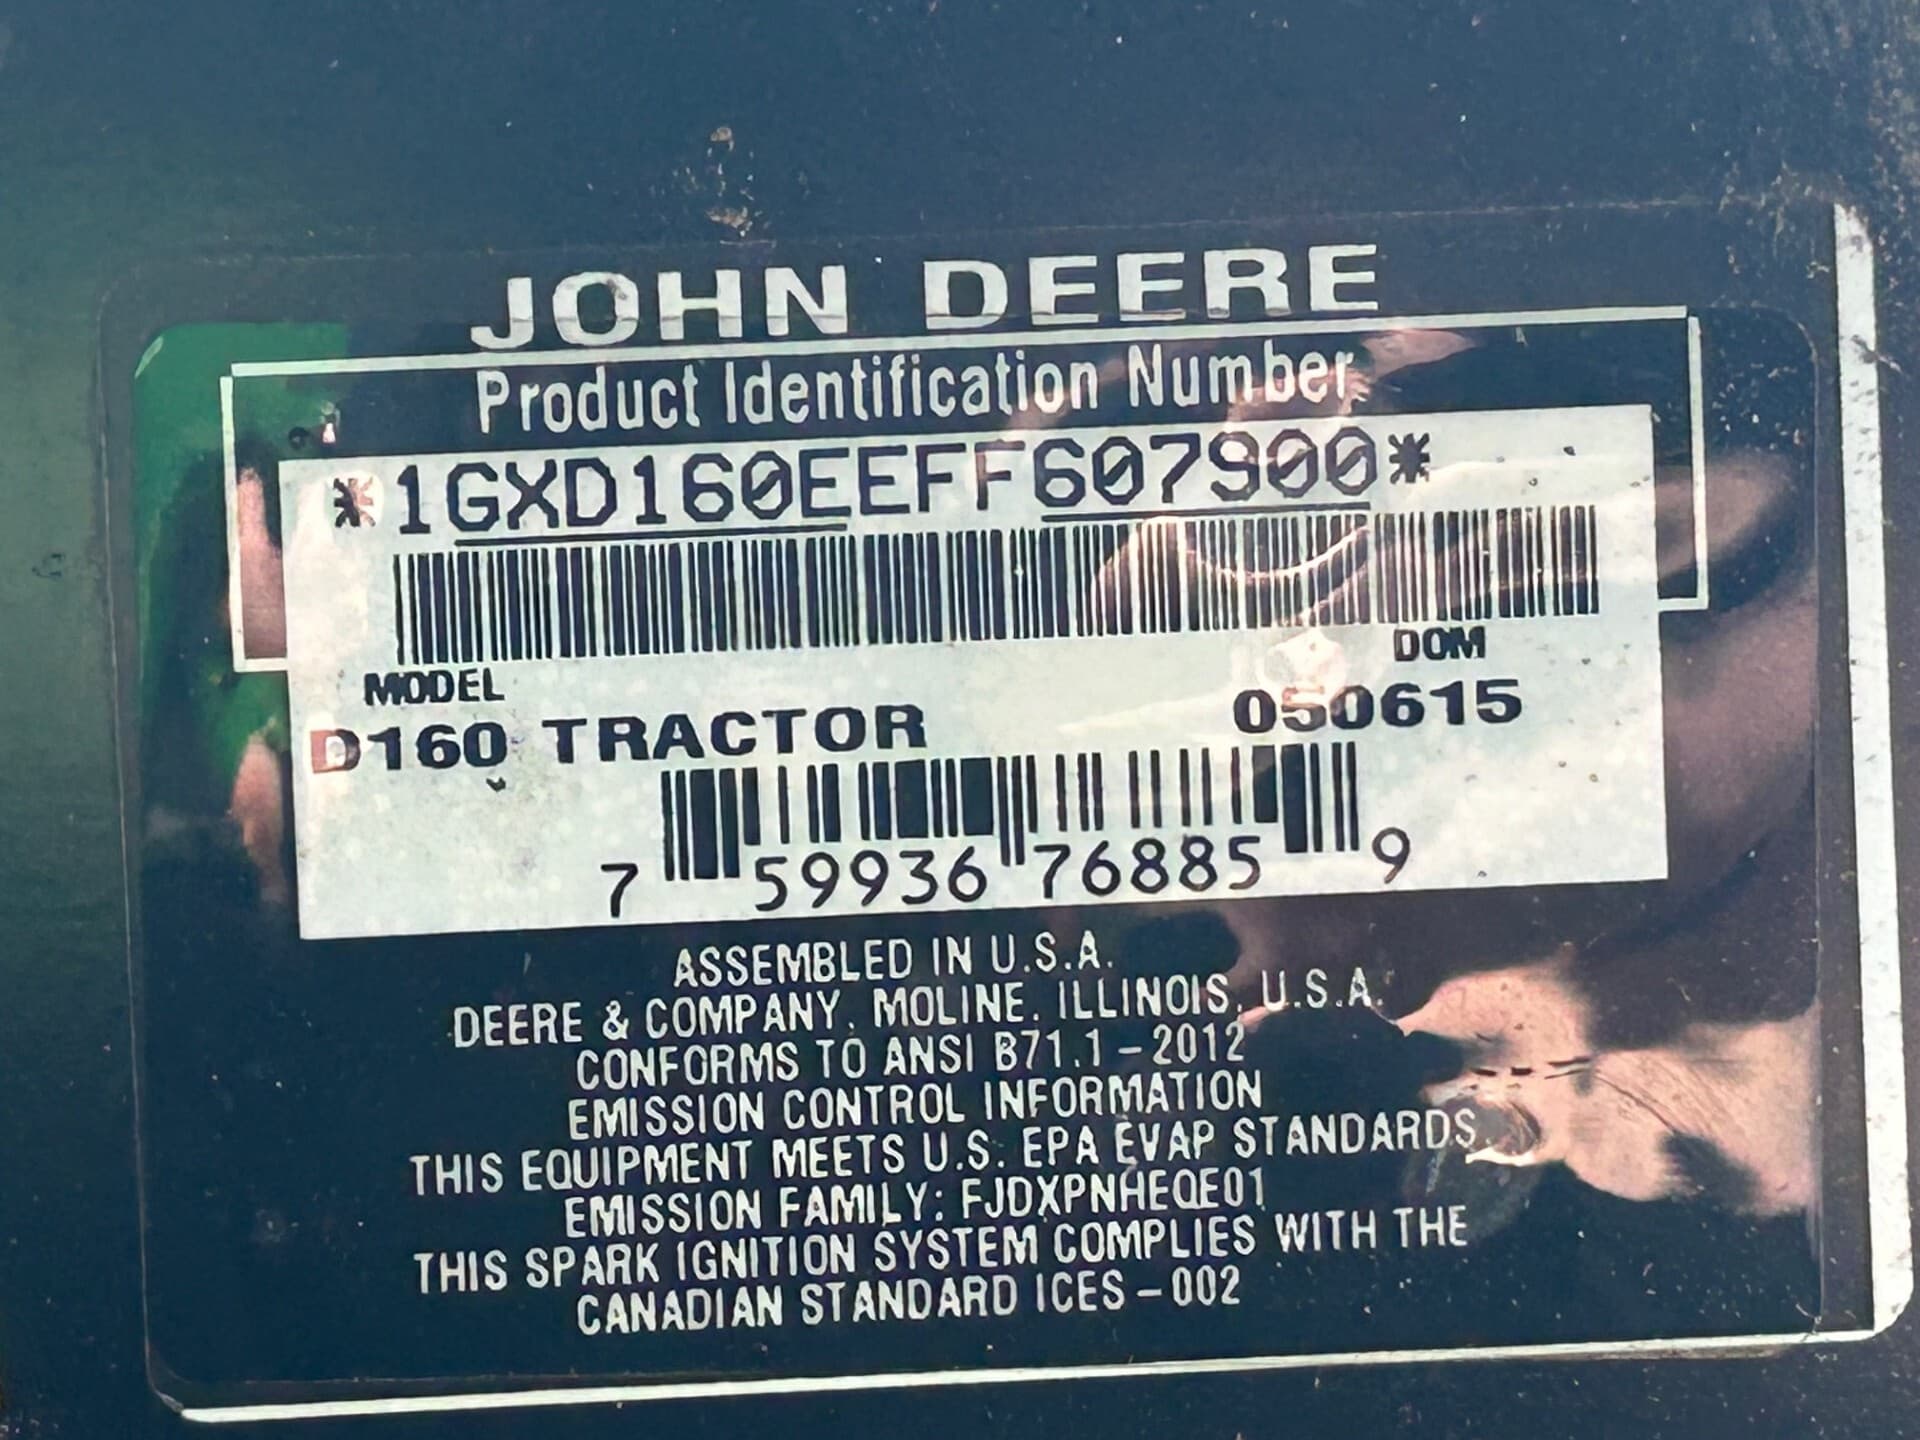 JOHN DEERE
Product Identification Number
*1GXD160EEFF607900*
MODEL
DOM
D160 TRACTOR
050615
7 59936 76885 9
ASSEMBLED IN U.S.A.
DEERE & COMPANY, MOLINE, ILLINOIS, U.S.A.
CONFORMS TO ANSI B71.1 – 2012
EMISSION CONTROL INFORMATION
THIS EQUIPMENT MEETS U.S. EPA EVAP STANDARDS.
EMISSION FAMILY: FJDXPNHEQE01
THIS SPARK IGNITION SYSTEM COMPLIES WITH THE
CANADIAN STANDARD ICES – 002